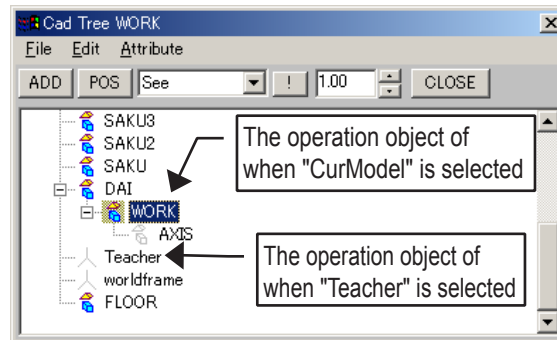 Cad Tree WORK
File Edit Attribute
ADD POS See ! 1.00 CLOSE
SAKU3
SAKU2
SAKU
DAI
WORK
AXIS
Teacher
worldframe
FLOOR
The operation object of
when "CurModel" is selected
The operation object of
when "Teacher" is selected